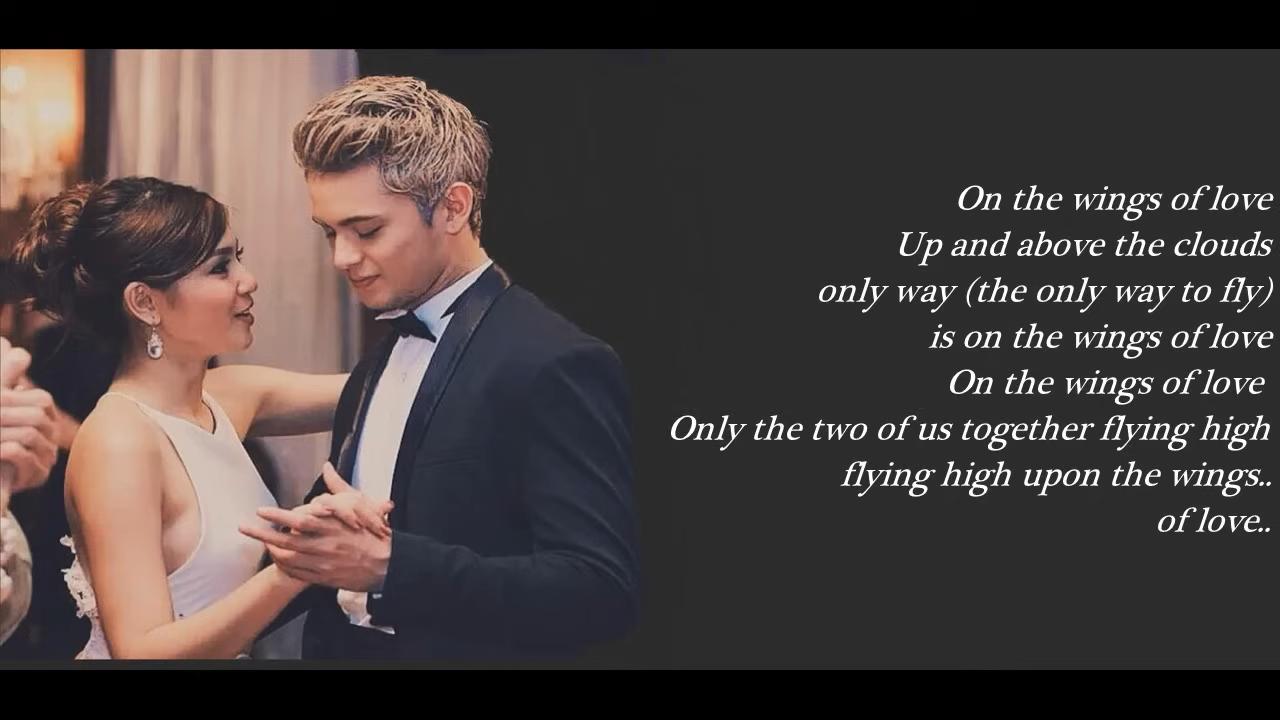 On the wings of love
Up and above the clouds
only way (the only way to fly)
is on the wings of love
On the wings of love
Only the two of us together flying high
flying high upon the wings..
of love..